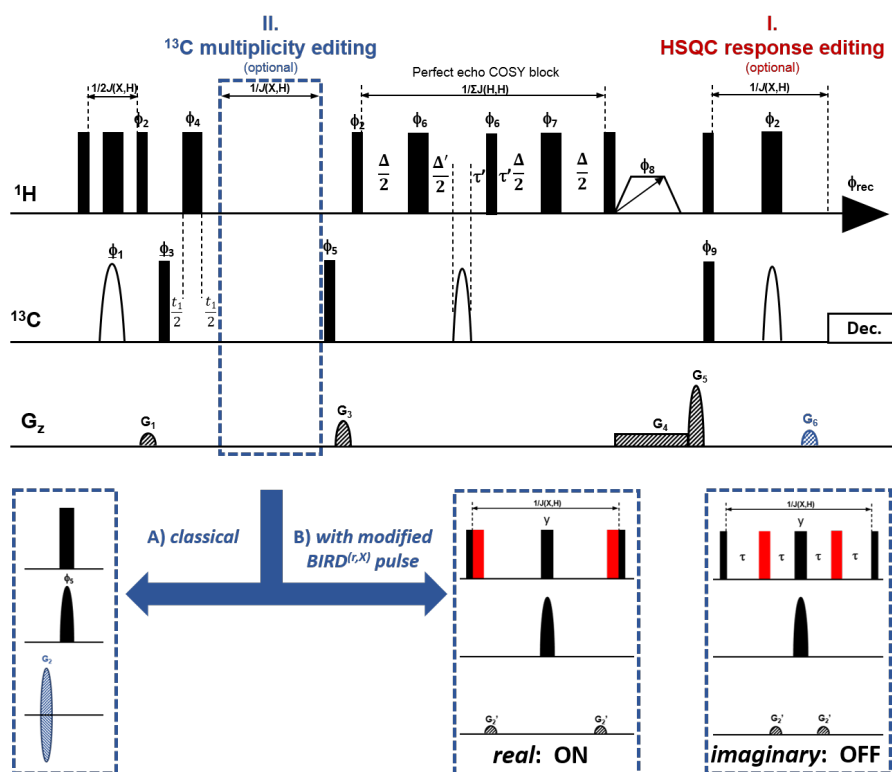 II.
¹³C multiplicity editing
(optional)
I.
HSQC response editing
(optional)
Perfect echo COSY block
1/2J(X,H)
1/J(X,H)
1/ΣJ(H,H)
1/J(X,H)
ϕ₂
ϕ₄
ϕ₂
ϕ₆
ϕ₆
ϕ₇
ϕ₂
Δ/2
Δ'/2
τ'
τ'
Δ/2
Δ/2
ϕ₈
¹H
ϕrec
ϕ₁
ϕ₃
ϕ₅
ϕ₉
t₁/2
t₁/2
¹³C
Dec.
G₁
G₃
G₄
G₅
G₆
Gz
A) classical
B) with modified
BIRD⁽ʳ,ˣ⁾ pulse
ϕ₅
G₂
1/J(X,H)
y
G₂'
G₂'
real: ON
1/J(X,H)
y
τ
τ
τ
τ
G₂'
G₂'
imaginary: OFF